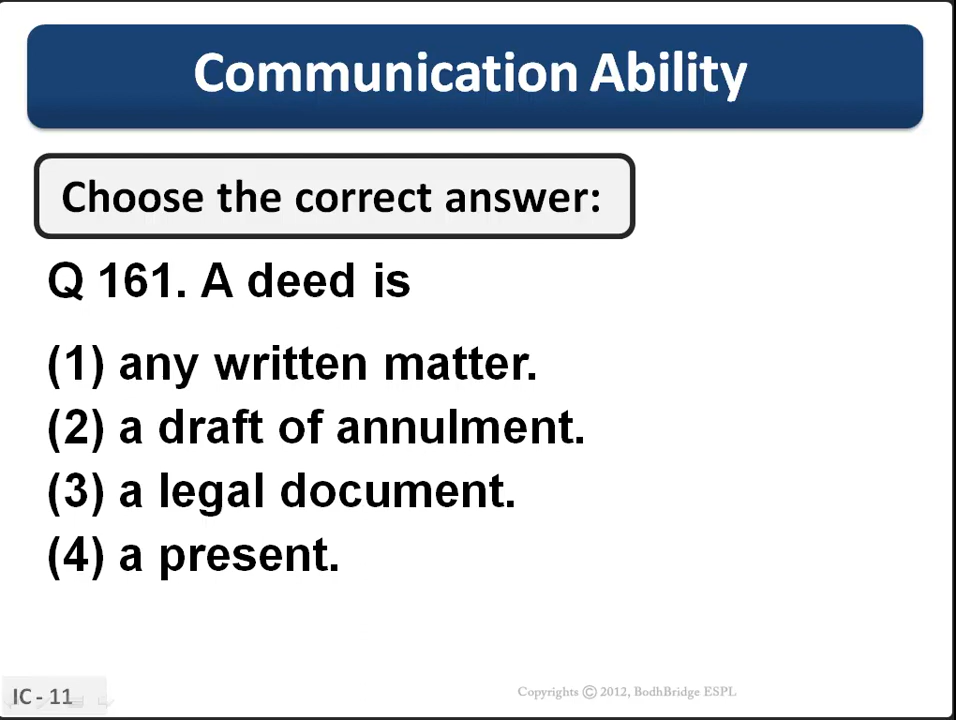 Communication Ability
Choose the correct answer:
Q 161. A deed is
(1) any written matter.
(2) a draft of annulment.
(3) a legal document.
(4) a present.
IC - 11
Copyrights © 2012, BodhBridge ESPL